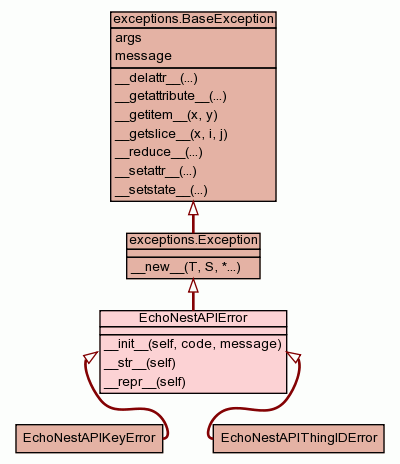 exceptions.BaseException
args
message
__delattr__(...)
__getattribute__(...)
__getitem__(x, y)
__getslice__(x, i, j)
__reduce__(...)
__setattr__(...)
__setstate__(...)
exceptions.Exception
__new__(T, S, *...)
EchoNestAPIError
__init__(self, code, message)
__str__(self)
__repr__(self)
EchoNestAPIKeyError
EchoNestAPIThingIDError